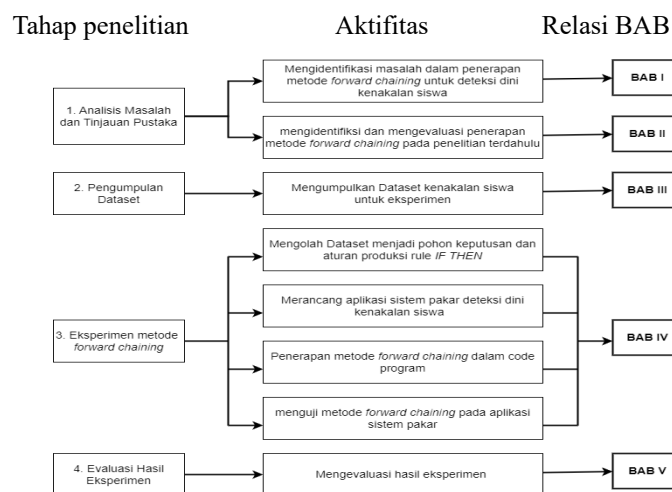 Tahap penelitian
Aktifitas
Relasi BAB
1. Analisis Masalah
dan Tinjauan Pustaka
Mengidentifikasi masalah dalam penerapan
metode forward chaining untuk deteksi dini
kenakalan siswa
BAB I
mengidentifiksi dan mengevaluasi penerapan
metode forward chaining pada penelitian terdahulu
BAB II
2. Pengumpulan
Dataset
Mengumpulkan Dataset kenakalan siswa
untuk eksperimen
BAB III
3. Eksperimen metode
forward chaining
Mengolah Dataset menjadi pohon keputusan dan
aturan produksi rule IF THEN
Merancang aplikasi sistem pakar deteksi dini
kenakalan siswa
Penerapan metode forward chaining dalam code
program
menguji metode forward chaining pada aplikasi
sistem pakar
BAB IV
4. Evaluasi Hasil
Eksperimen
Mengevaluasi hasil eksperimen
BAB V